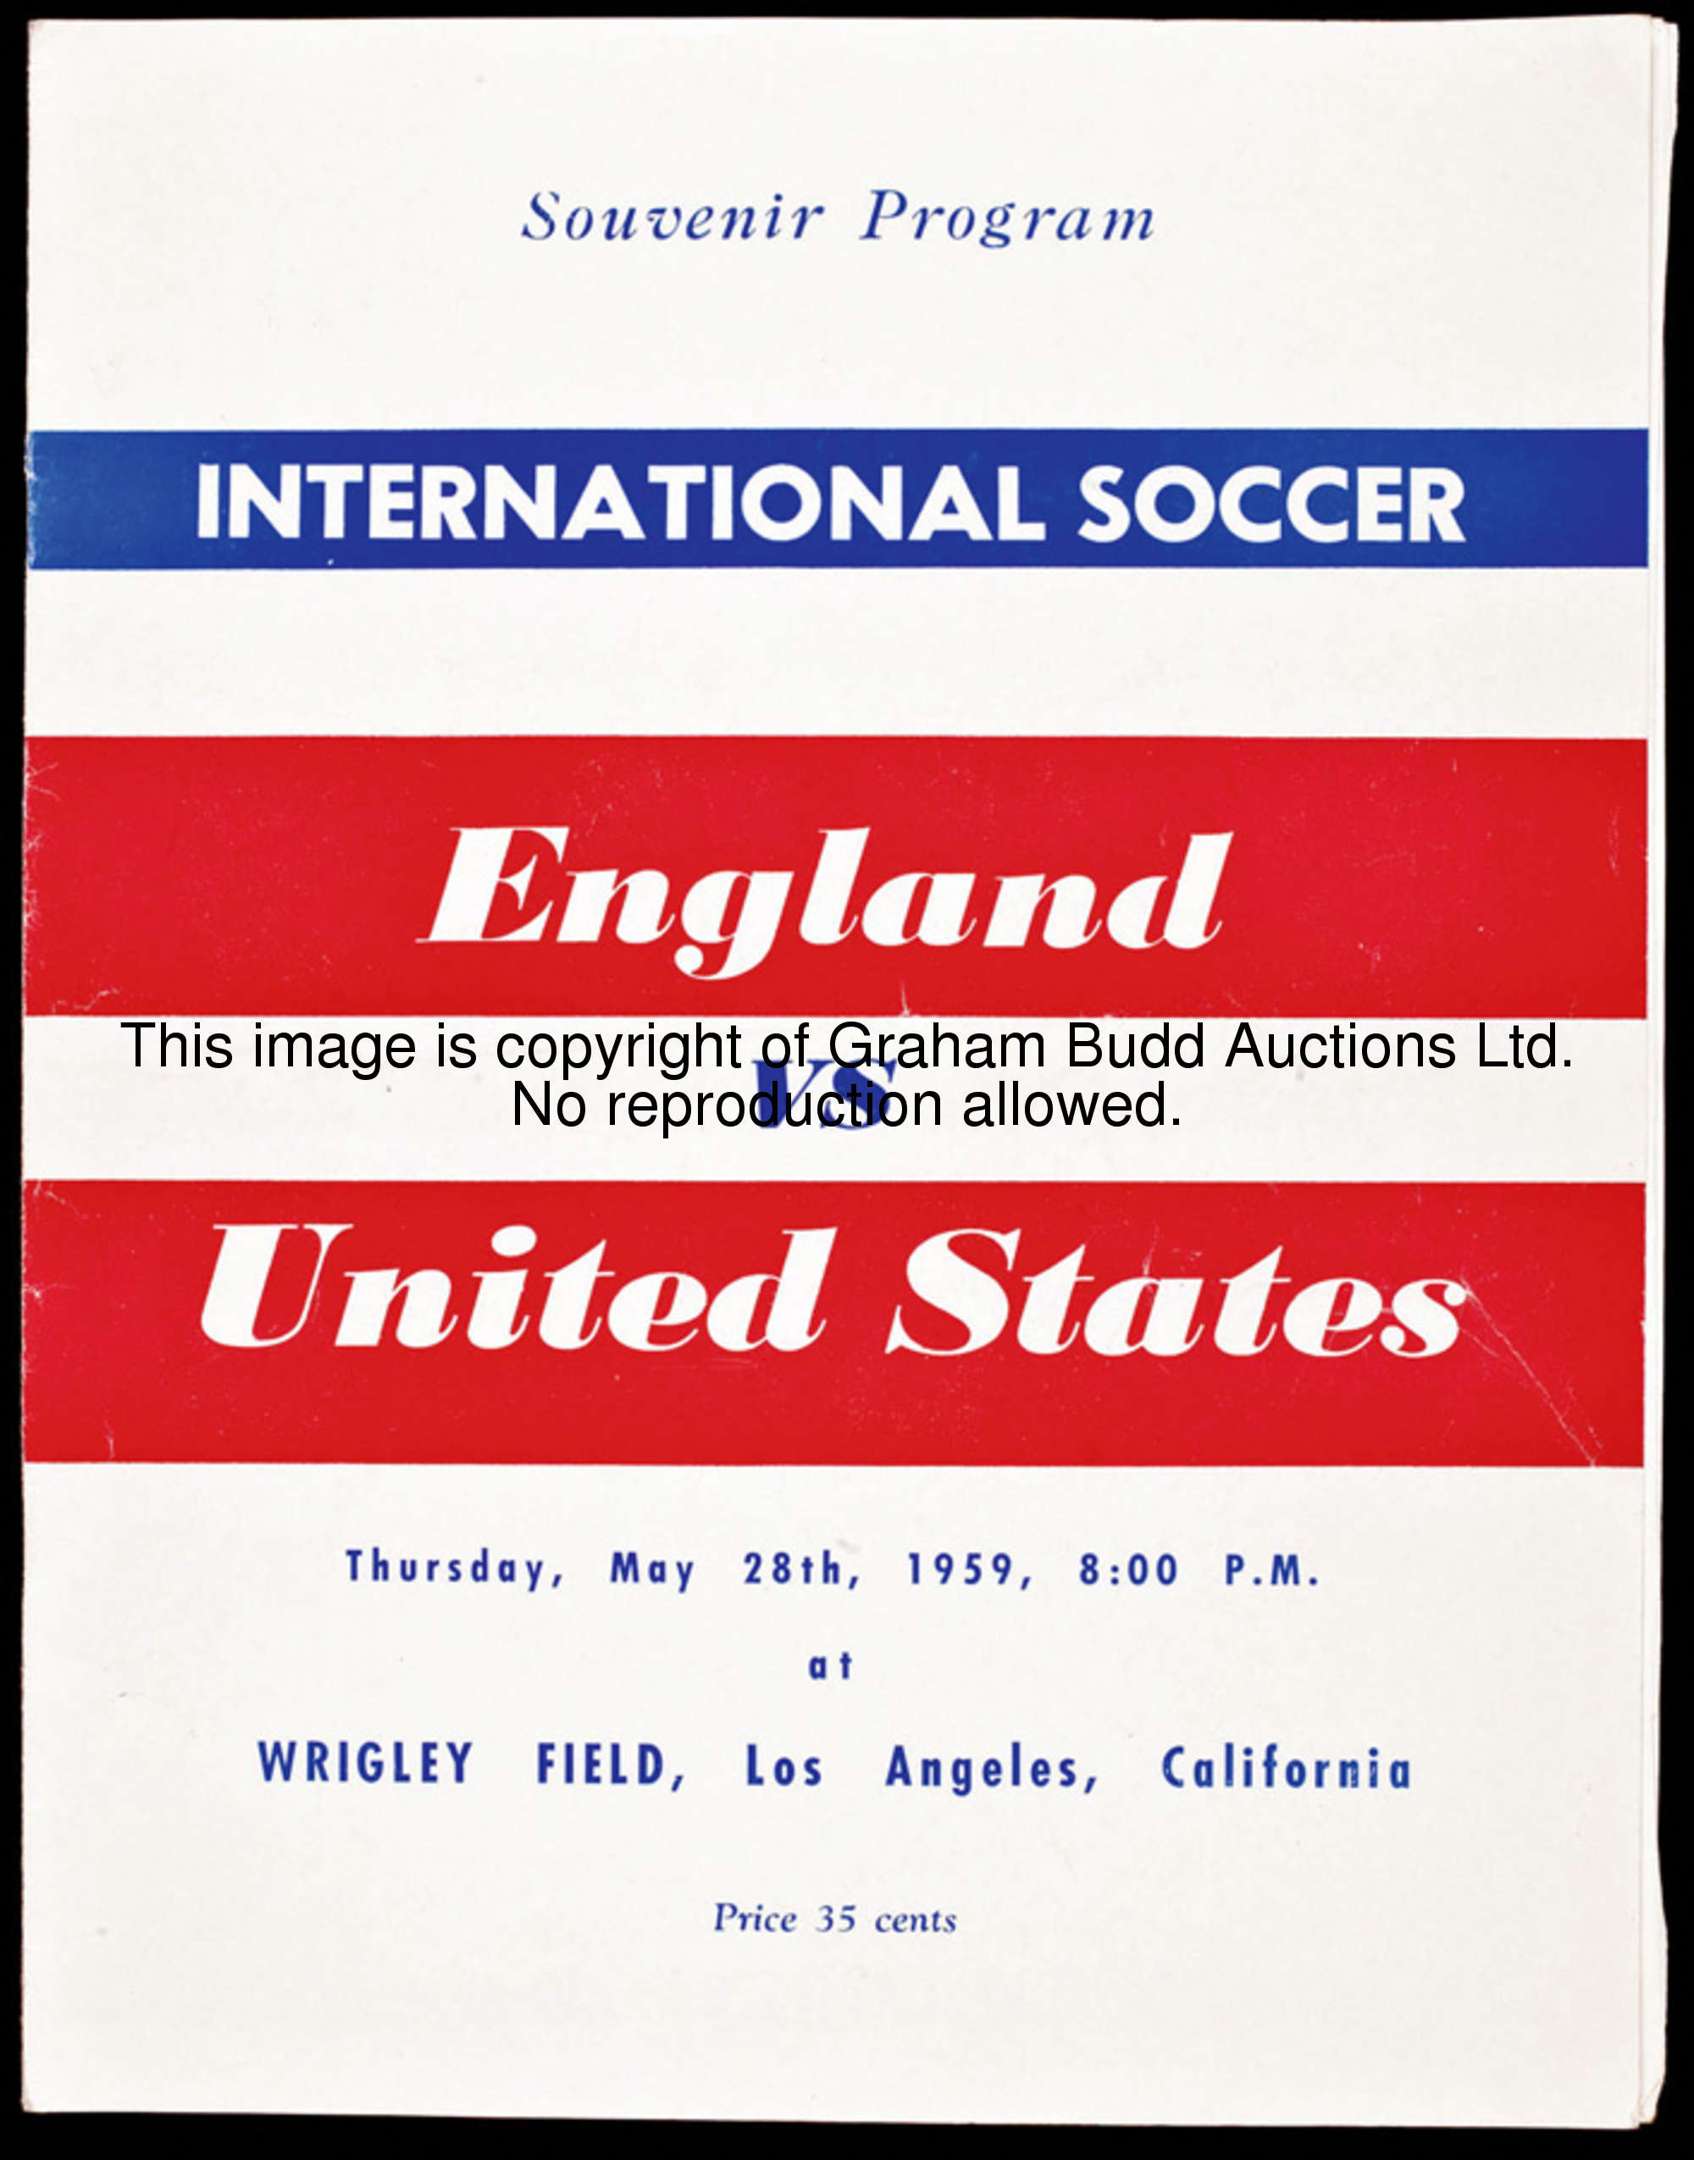 Souvenir Program
INTERNATIONAL SOCCER
England
This image is copyright of Graham Budd Auctions Ltd.
vs
No reproduction allowed.
United States
Thursday, May 28th, 1959, 8:00 P.M.
at
WRIGLEY FIELD, Los Angeles, California
Price 35 cents